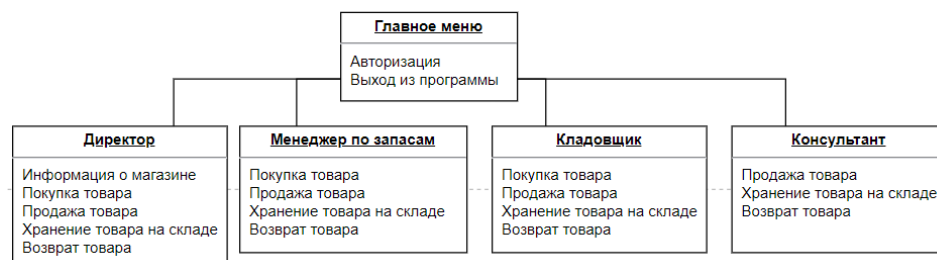 Главное меню
Авторизация
Выход из программы
Директор
Информация о магазине
Покупка товара
Продажа товара
Хранение товара на складе
Возврат товара
Менеджер по запасам
Покупка товара
Продажа товара
Хранение товара на складе
Возврат товара
Кладовщик
Покупка товара
Продажа товара
Хранение товара на складе
Возврат товара
Консультант
Продажа товара
Хранение товара на складе
Возврат товара